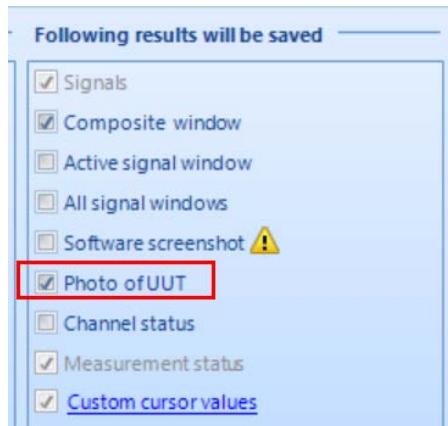 Following results will be saved
Signals
Composite window
Active signal window
All signal windows
Software screenshot
Photo of UUT
Channel status
Measurement status
Custom cursor values